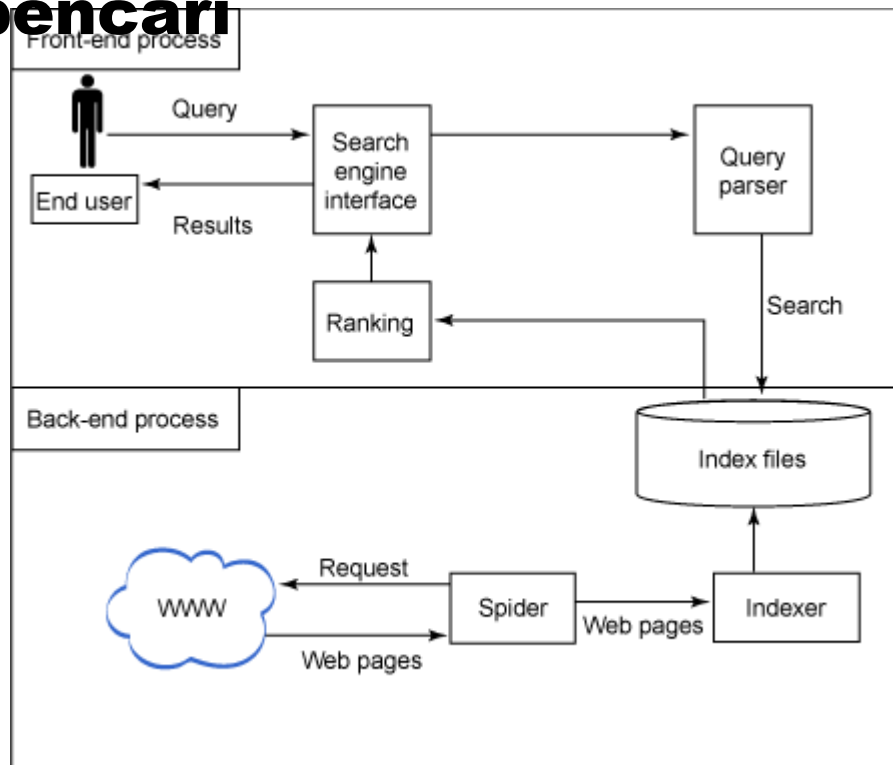 pencari
Front-end process
Query
Search
engine
interface
Query
parser
End user
Results
Search
Ranking
Back-end process
Index files
Request
WWW
Spider
Indexer
Web pages
Web pages